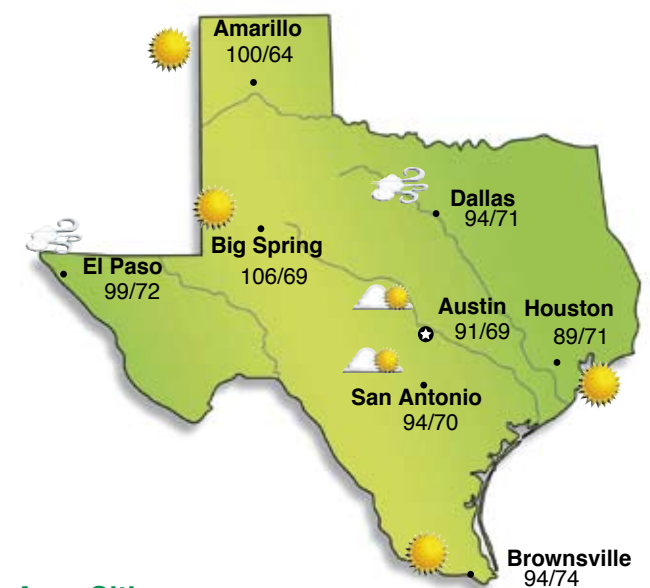 Amarillo
100/64
Dallas
94/71
Big Spring
106/69
El Paso
99/72
Austin
91/69
Houston
89/71
San Antonio
94/70
Brownsville
94/74